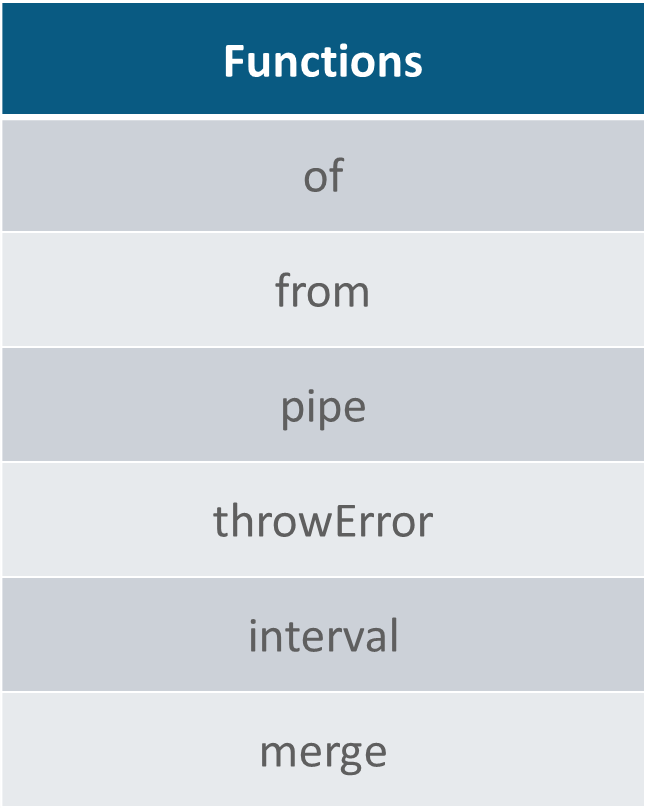 Functions
of
from
pipe
throwError
interval
merge